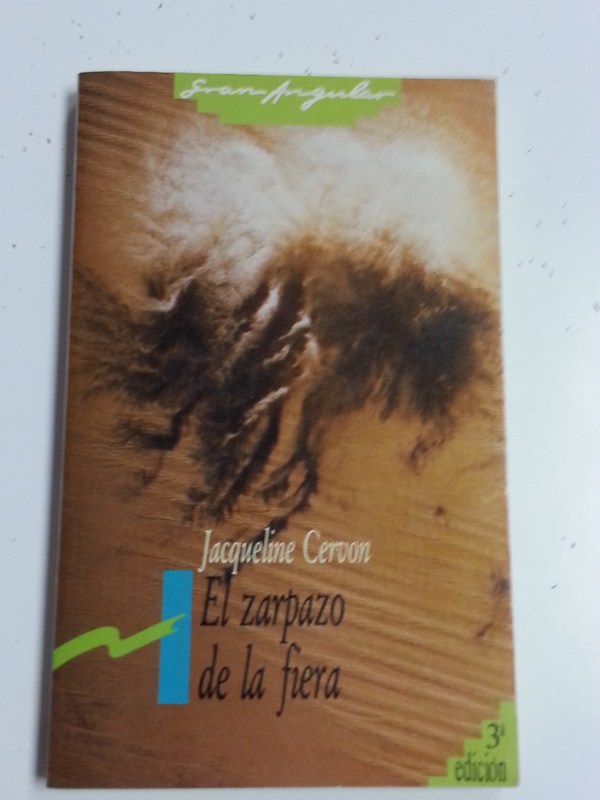 Gran Angular
Jacqueline Cervon
El zarpazo
de la fiera
3ª
edición